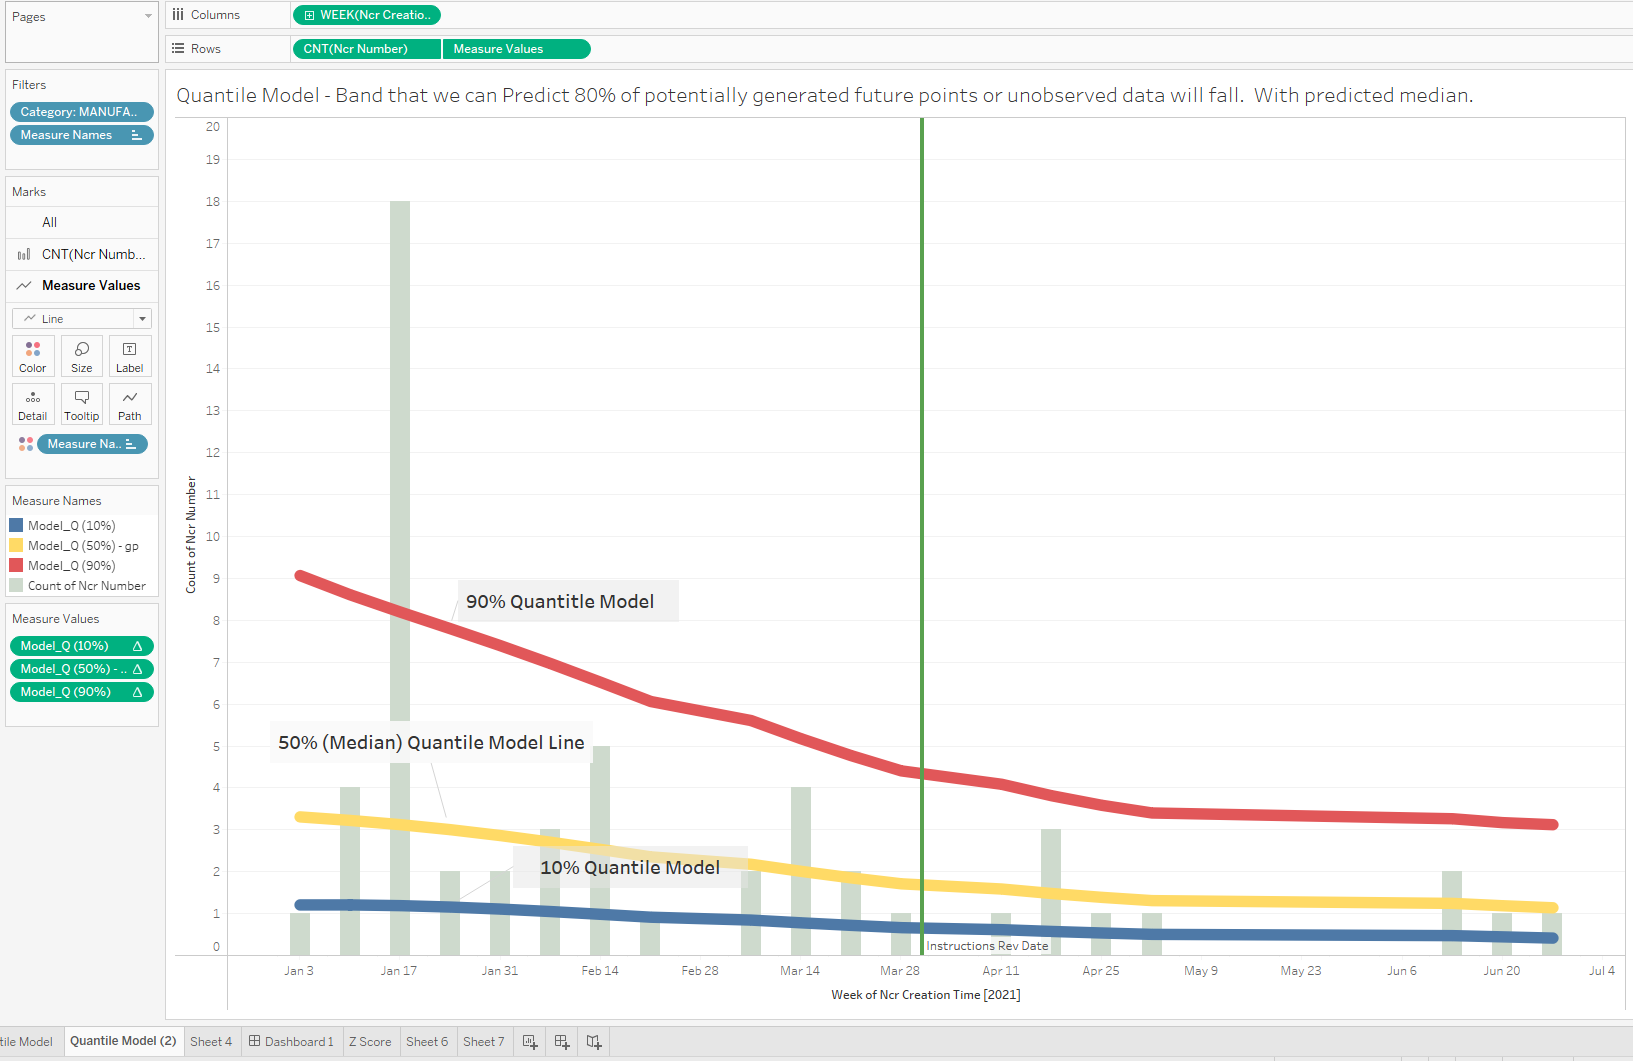 Pages
Columns
WEEK(Ncr Creatio..
Rows
CNT(Ncr Number)
Measure Values
Filters
Category: MANUFA..
Measure Names
Marks
All
CNT(Ncr Numb...
Measure Values
Line
Color
Size
Label
Detail
Tooltip
Path
Measure Na..
Measure Names
Model_Q (10%)
Model_Q (50%) - gp
Model_Q (90%)
Count of Ncr Number
Measure Values
Model_Q (10%)
Model_Q (50%) - ..
Model_Q (90%)
Quantile Model - Band that we can Predict 80% of potentially generated future points or unobserved data will fall.  With predicted median.
20
19
18
17
16
15
14
13
12
11
10
9
8
7
6
5
4
3
2
1
0
Count of Ncr Number
90% Quantitle Model
50% (Median) Quantile Model Line
10% Quantile Model
Instructions Rev Date
Jan 3
Jan 17
Jan 31
Feb 14
Feb 28
Mar 14
Mar 28
Apr 11
Apr 25
May 9
May 23
Jun 6
Jun 20
Jul 4
Week of Ncr Creation Time [2021]
tile Model
Quantile Model (2)
Sheet 4
Dashboard 1
Z Score
Sheet 6
Sheet 7